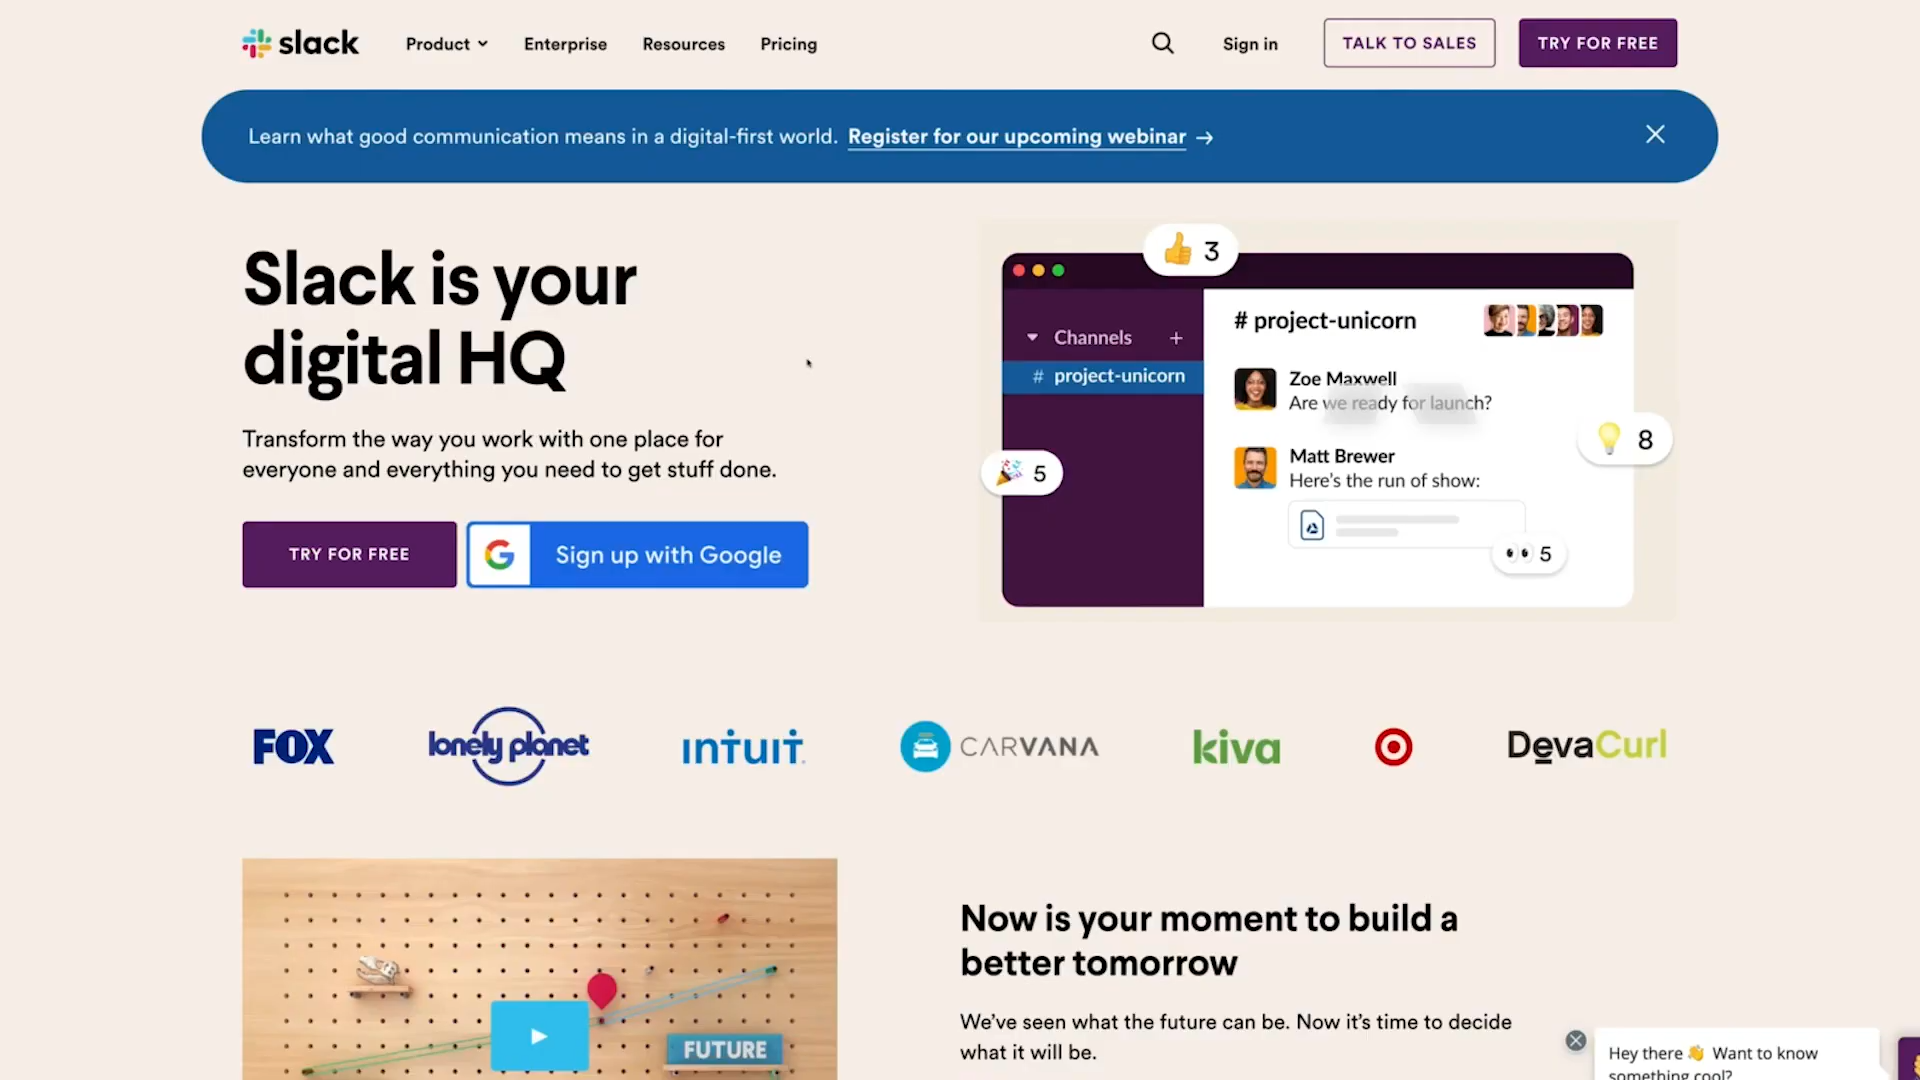 slack
Product
Enterprise
Resources
Pricing
Sign in
TALK TO SALES
TRY FOR FREE
Learn what good communication means in a digital-first world. Register for our upcoming webinar →
Slack is your
digital HQ
Transform the way you work with one place for
everyone and everything you need to get stuff done.
TRY FOR FREE
Sign up with Google
3
Channels +
# project-unicorn
# project-unicorn
Zoe Maxwell
Are we ready for launch?
Matt Brewer
Here’s the run of show:
5
8
5
FOX
lonely planet
intuit
CARVANA
kiva
DevaCurl
FUTURE
Now is your moment to build a
better tomorrow
We’ve seen what the future can be. Now it’s time to decide
what it will be.
Hey there 👋 Want to know
something cool?